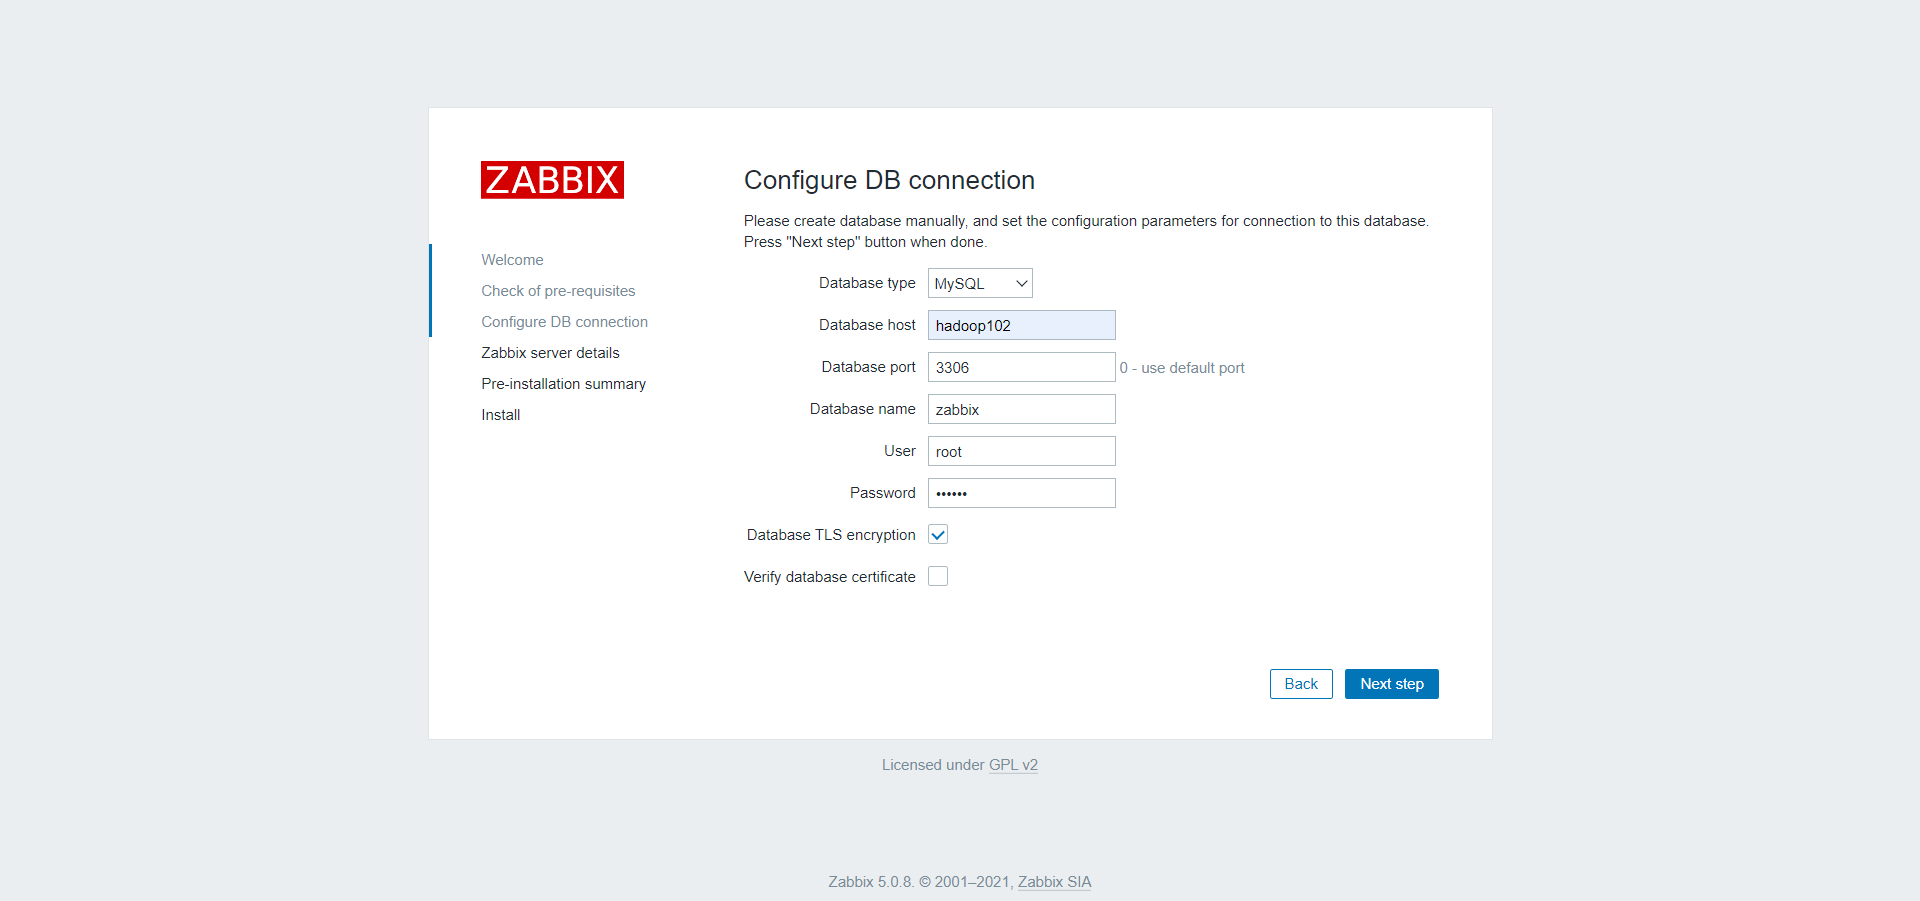 ZABBIX
Welcome
Check of pre-requisites
Configure DB connection
Zabbix server details
Pre-installation summary
Install
Configure DB connection
Please create database manually, and set the configuration parameters for connection to this database.
Press "Next step" button when done.
Database type MySQL
Database host hadoop102
Database port 3306 0 - use default port
Database name zabbix
User root
Password ••••••
Database TLS encryption
Verify database certificate
Back Next step
Licensed under GPL v2
Zabbix 5.0.8. © 2001–2021, Zabbix SIA